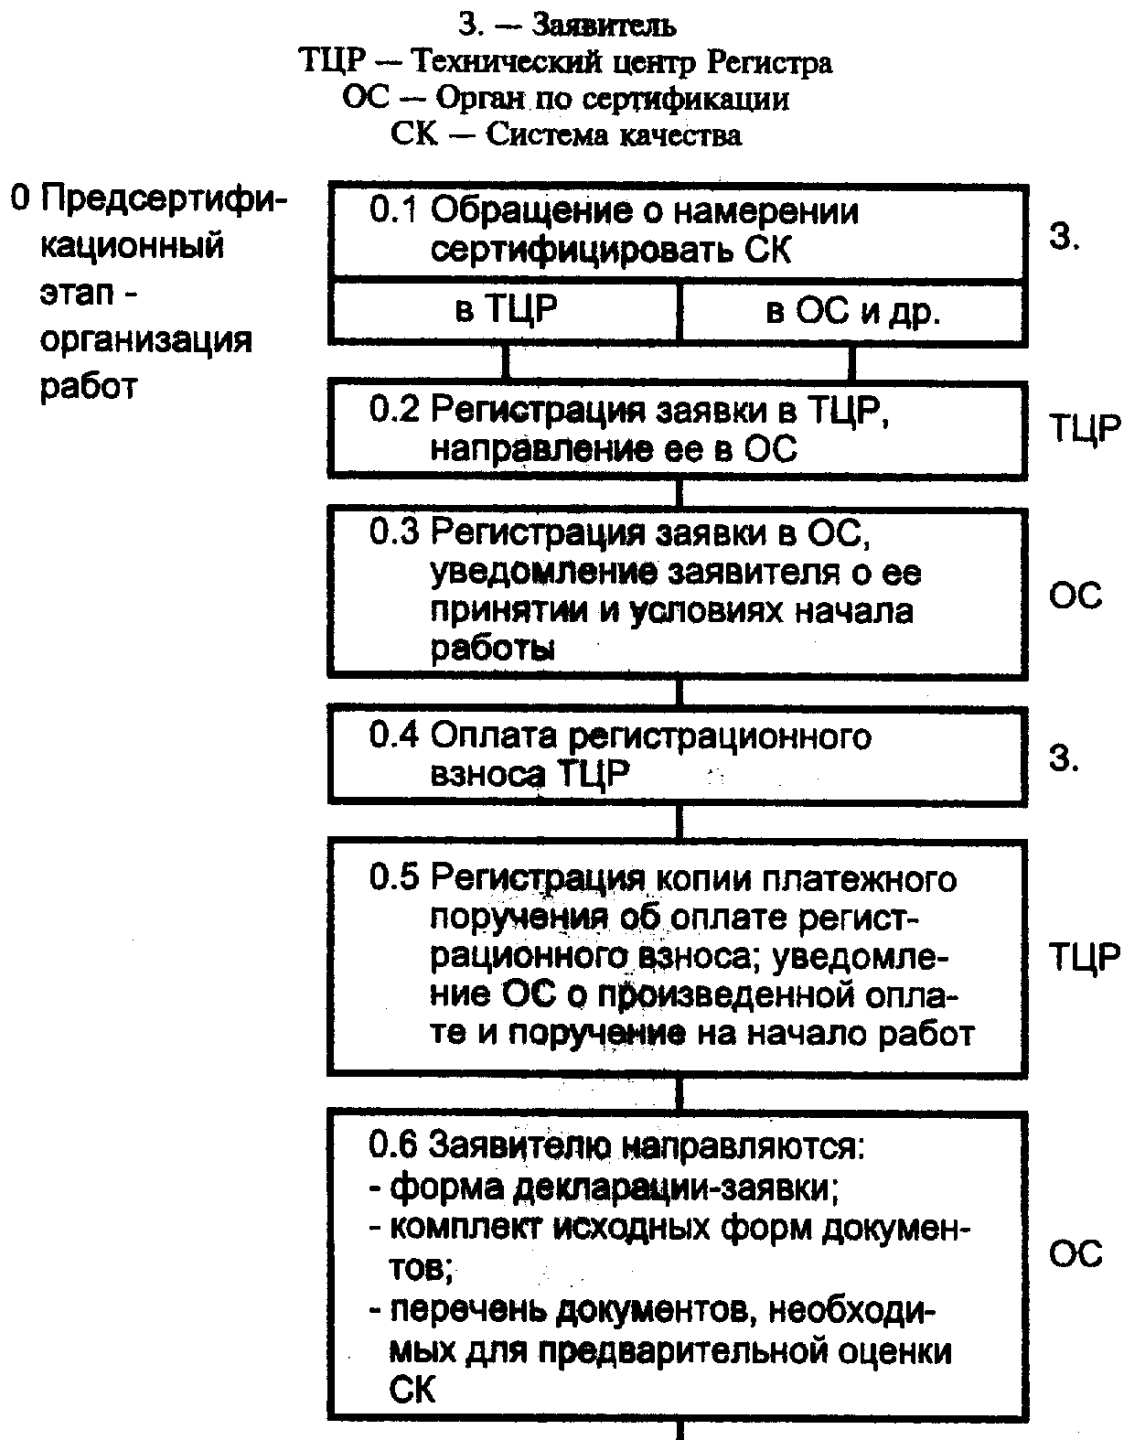 З. — Заявитель
ТЦР — Технический центр Регистра
ОС — Орган по сертификации
СК — Система качества
0 Предсертифи-
кационный
этап -
организация
работ
0.1 Обращение о намерении
сертифицировать СК
З.
в ТЦР
в ОС и др.
0.2 Регистрация заявки в ТЦР,
направление ее в ОС
ТЦР
0.3 Регистрация заявки в ОС,
уведомление заявителя о ее
принятии и условиях начала
работы
ОС
0.4 Оплата регистрационного
взноса ТЦР
З.
0.5 Регистрация копии платежного
поручения об оплате регист-
рационного взноса; уведомле-
ние ОС о произведенной опла-
те и поручение на начало работ
ТЦР
0.6 Заявителю направляются:
- форма декларации-заявки;
- комплект исходных форм докумен-
тов;
- перечень документов, необходи-
мых для предварительной оценки
СК
ОС